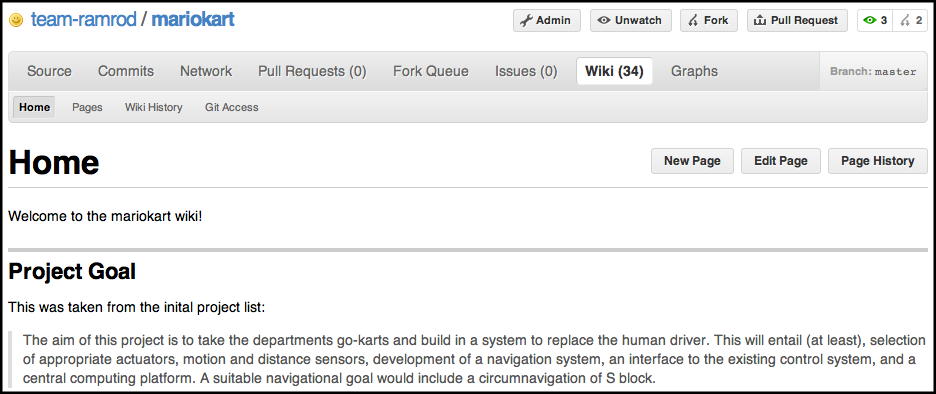 team-ramrod / mariokart
Admin Unwatch Fork Pull Request 3 2
Source Commits Network Pull Requests (0) Fork Queue Issues (0) Wiki (34) Graphs Branch: master
Home Pages Wiki History Git Access
Home
New Page Edit Page Page History
Welcome to the mariokart wiki!
Project Goal
This was taken from the inital project list:
The aim of this project is to take the departments go-karts and build in a system to replace the human driver. This will entail (at least), selection
of appropriate actuators, motion and distance sensors, development of a navigation system, an interface to the existing control system, and a
central computing platform. A suitable navigational goal would include a circumnavigation of S block.